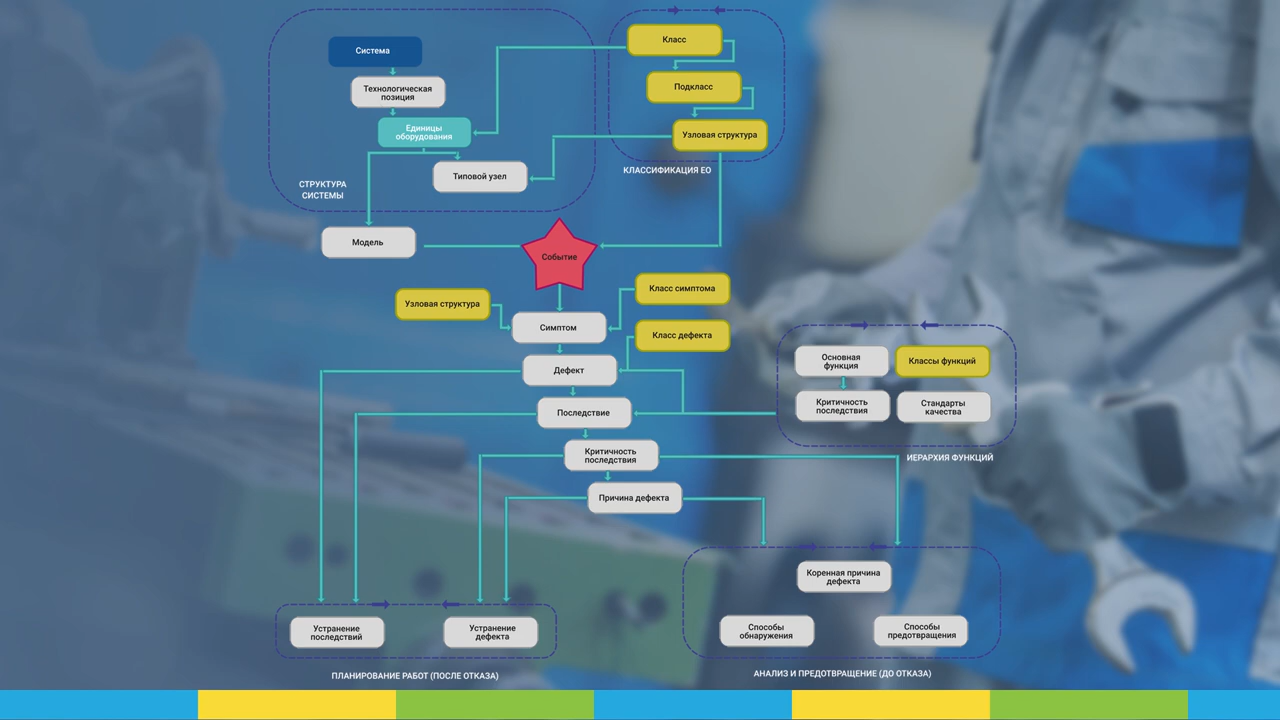 Система
Технологическая
позиция
Единицы
оборудования
Типовой узел
СТРУКТУРА
СИСТЕМЫ
Класс
Подкласс
Узловая структура
КЛАССИФИКАЦИЯ ЕО
Модель
Событие
Узловая структура
Класс симптома
Симптом
Класс дефекта
Дефект
Последствие
Критичность
последствия
Причина дефекта
Основная
функция
Классы функций
Критичность
последствия
Стандарты
качества
ИЕРАРХИЯ ФУНКЦИЙ
Устранение
последствий
Устранение
дефекта
ПЛАНИРОВАНИЕ РАБОТ (ПОСЛЕ ОТКАЗА)
Коренная причина
дефекта
Способы
обнаружения
Способы
предотвращения
АНАЛИЗ И ПРЕДОТВРАЩЕНИЕ (ДО ОТКАЗА)